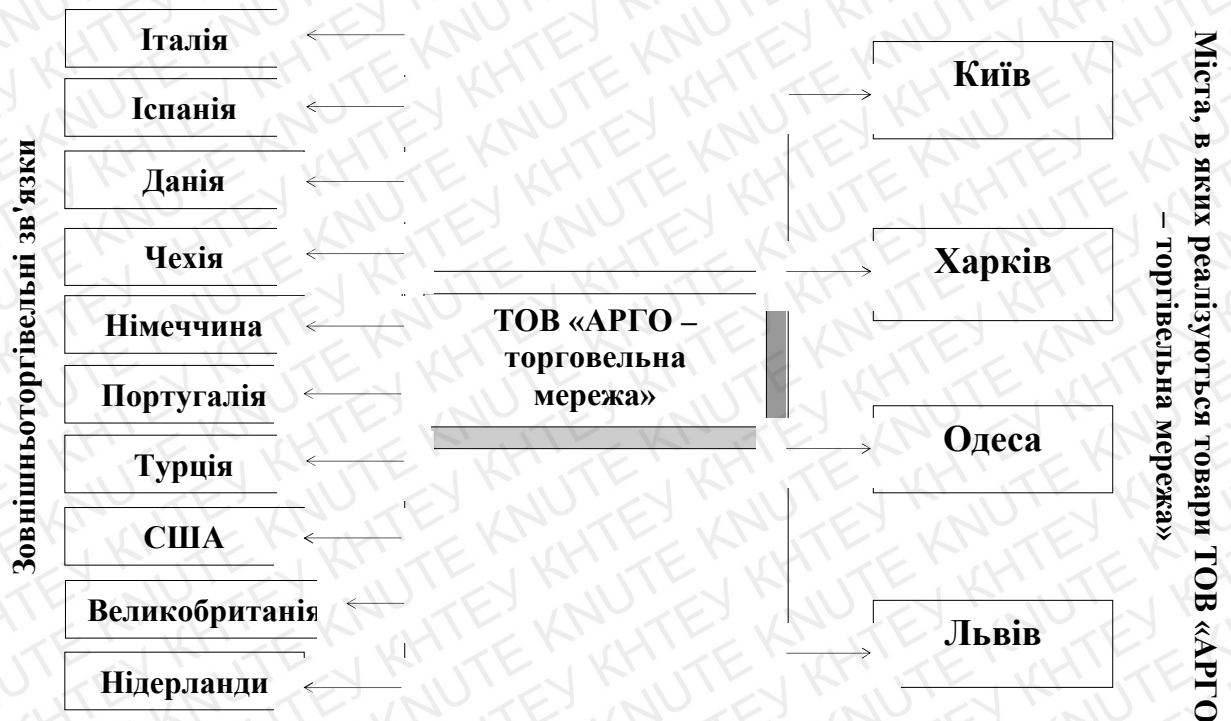 Зовнішньоторгівельні зв'язки
Італія
Іспанія
Данія
Чехія
Німеччина
Португалія
Турція
США
Великобританія
Нідерланди
ТОВ «АРГО –
торговельна
мережа»
Київ
Харків
Одеса
Львів
Міста, в яких реалізуються товари ТОВ «АРГО
– торгівельна мережа»